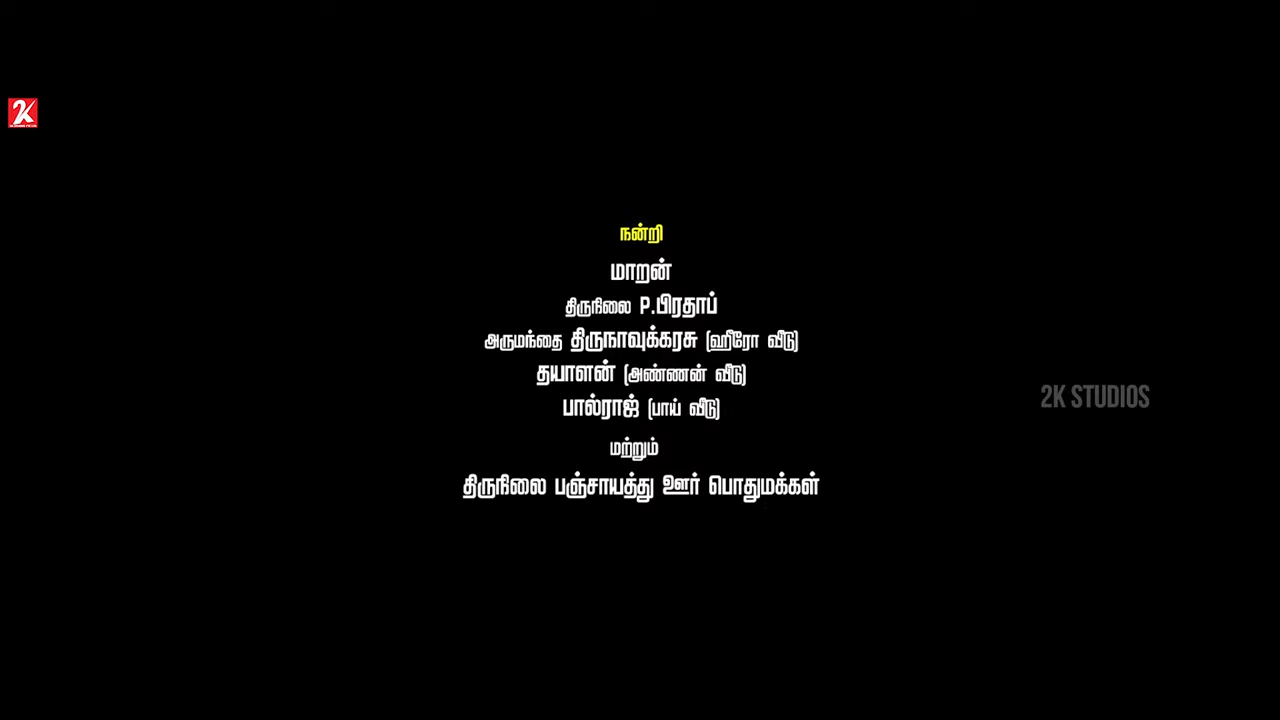 2K
நன்றி
மாறன்
திருநிலை P.பிரதாப்
அருமந்தை திருநாவுக்கரசு (ஹீரோ வீடு)
தயாளன் (அண்ணன் வீடு)
பால்ராஜ் (பாய் வீடு)
2K STUDIOS
மற்றும்
திருநிலை பஞ்சாயத்து ஊர் பொதுமக்கள்